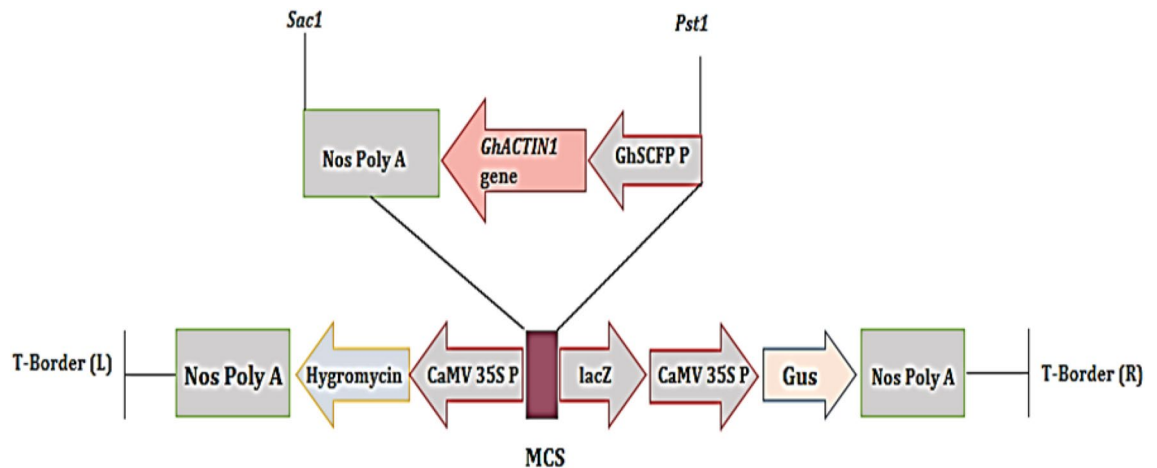 Sac1
Pst1
Nos Poly A
GhACTIN1
gene
GhSCFP P
T-Border (L)
Nos Poly A
Hygromycin
CaMV 35S P
lacZ
CaMV 35S P
Gus
Nos Poly A
T-Border (R)
MCS